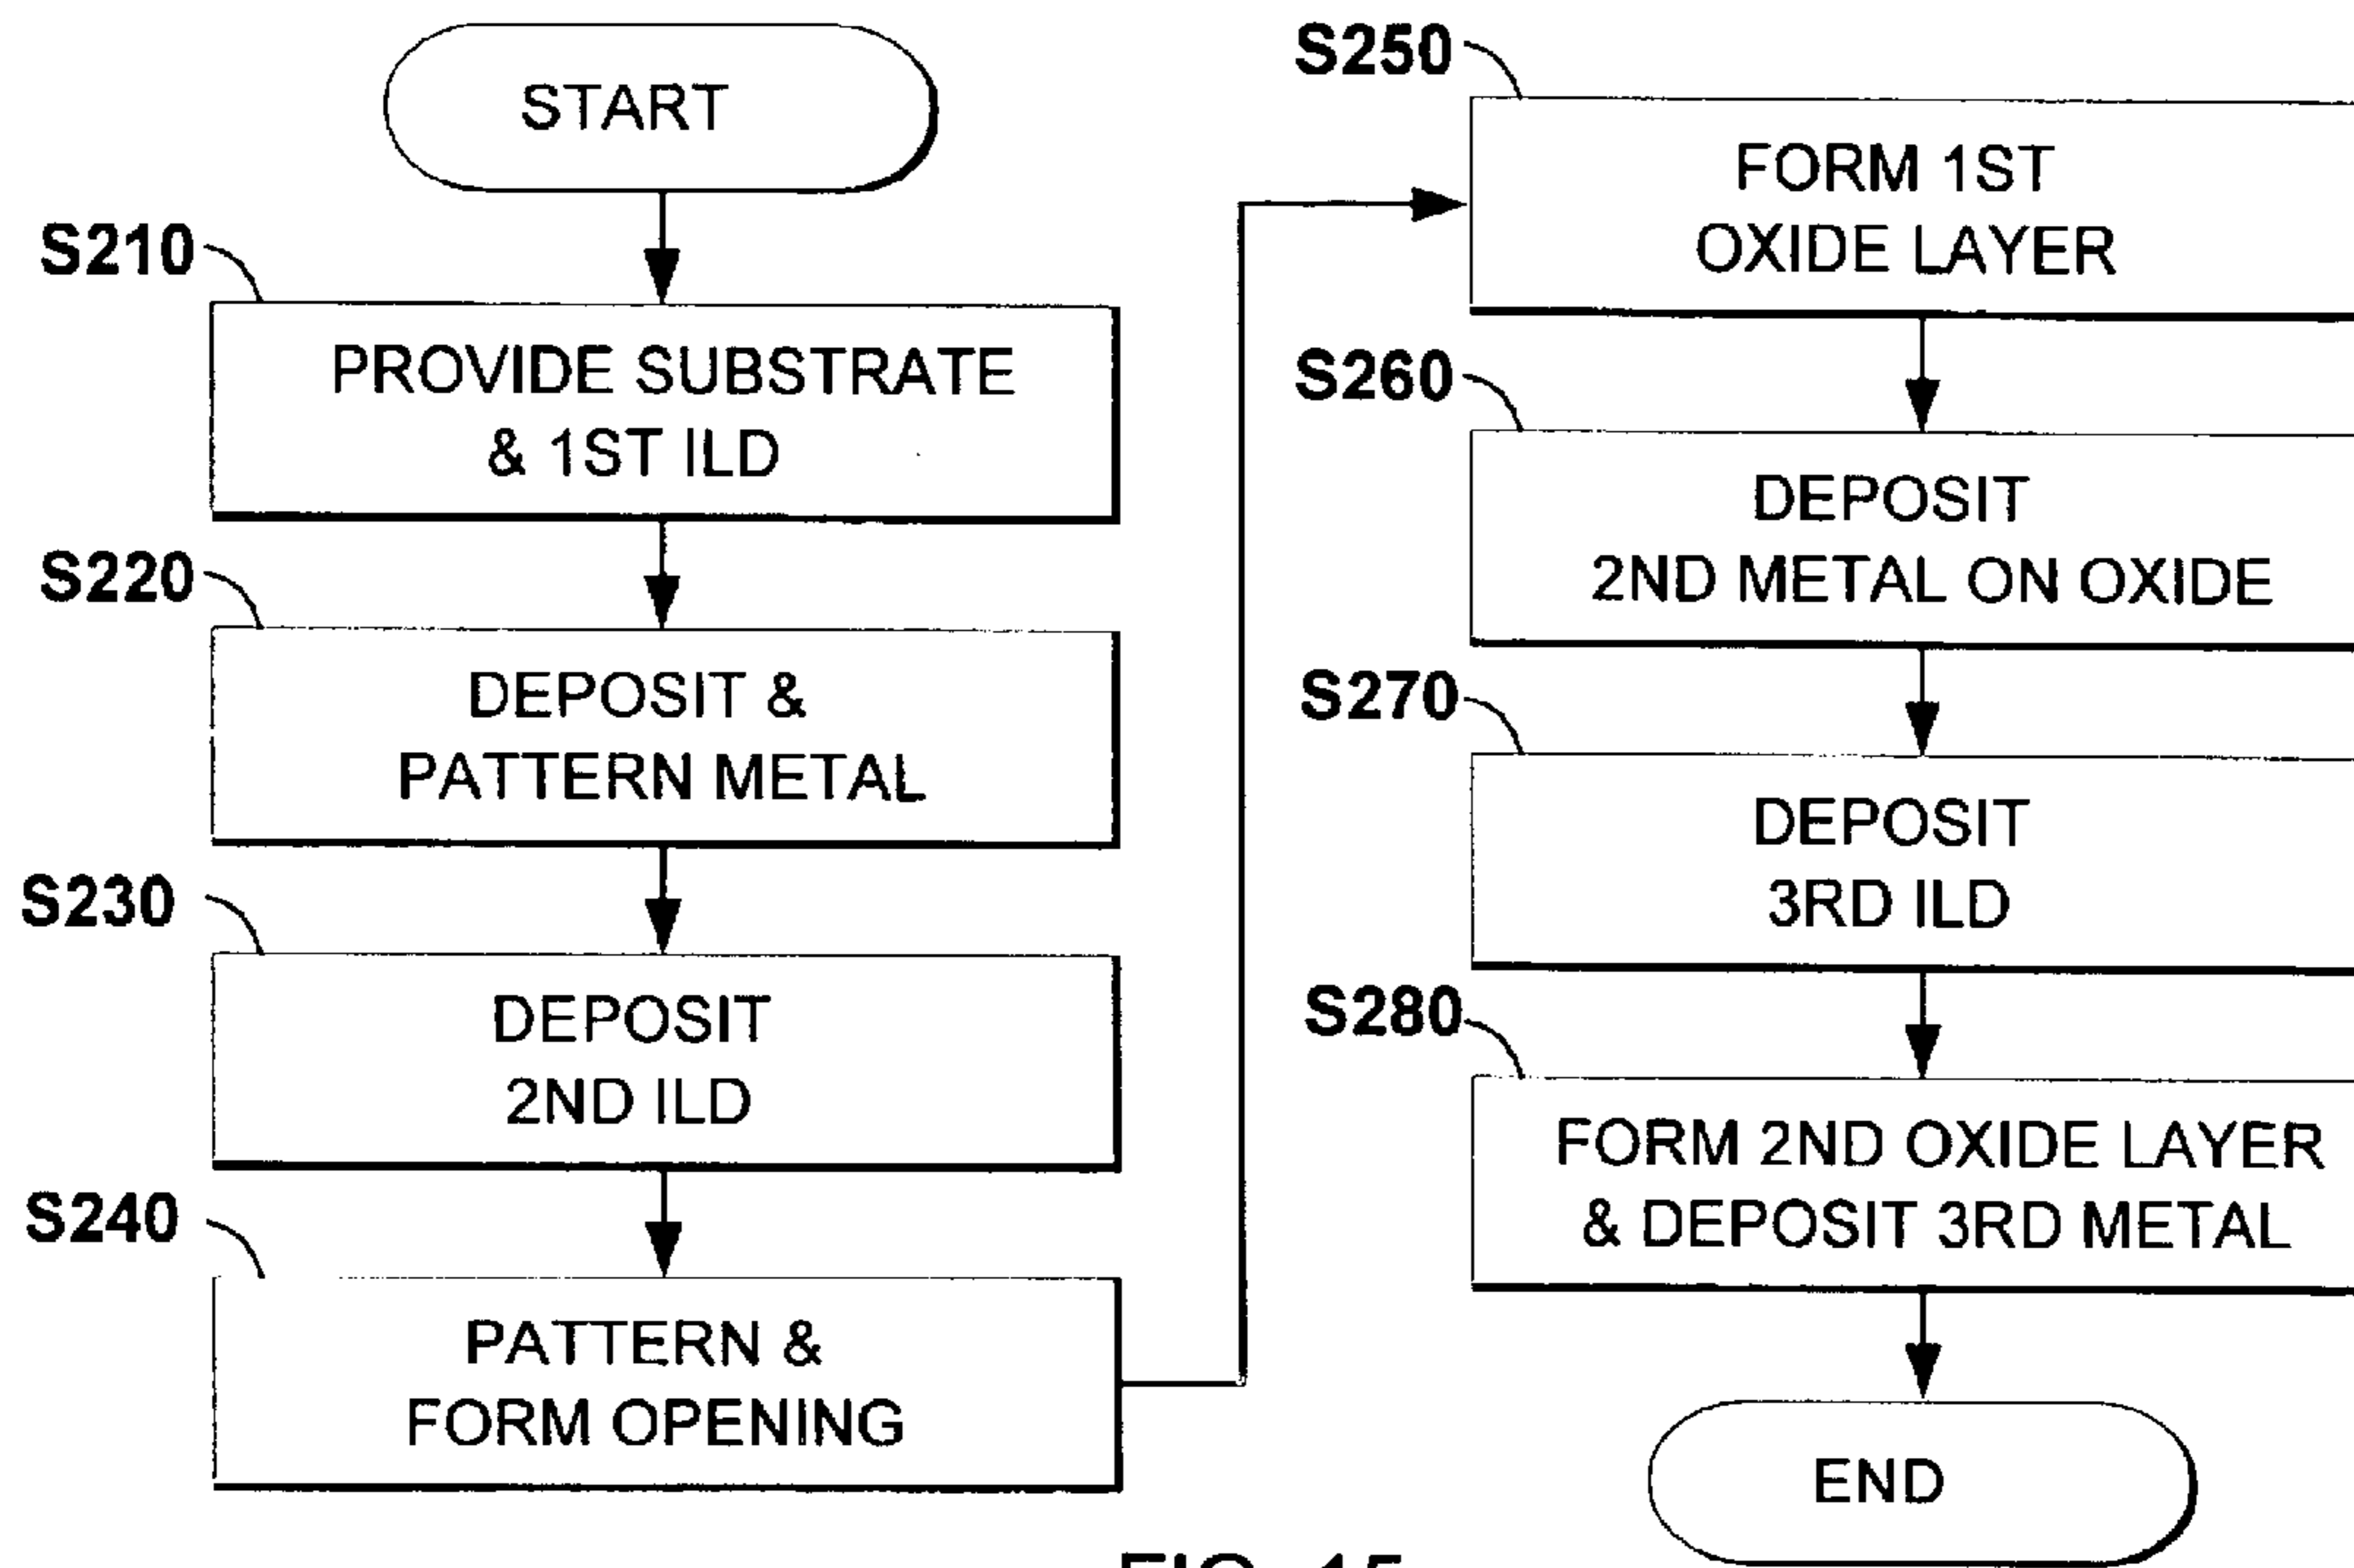 START
S210
PROVIDE SUBSTRATE
& 1ST ILD
S220
DEPOSIT &
PATTERN METAL
S230
DEPOSIT
2ND ILD
S240
PATTERN &
FORM OPENING
S250
FORM 1ST
OXIDE LAYER
S260
DEPOSIT
2ND METAL ON OXIDE
S270
DEPOSIT
3RD ILD
S280
FORM 2ND OXIDE LAYER
& DEPOSIT 3RD METAL
END
FIG. 15